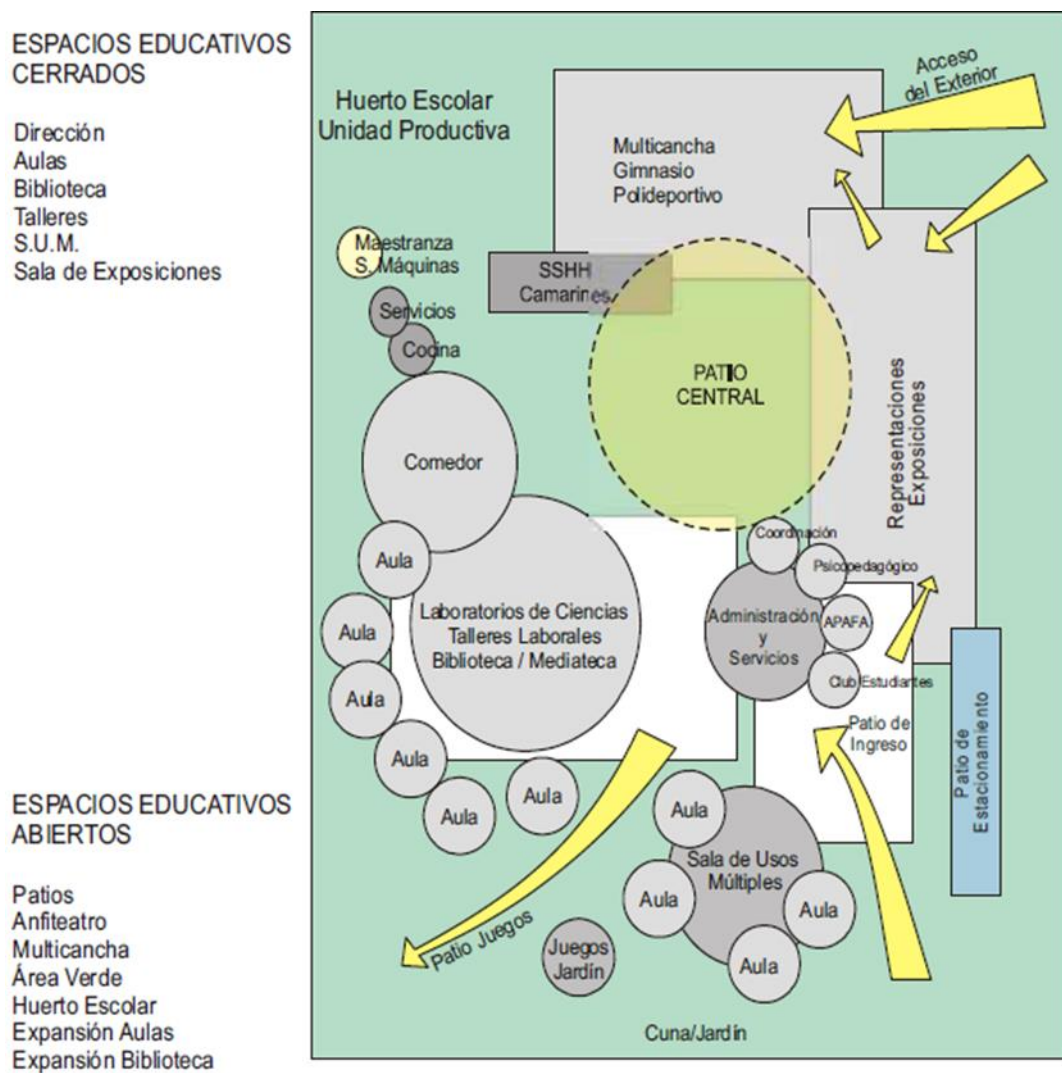 ESPACIOS EDUCATIVOS
CERRADOS
Dirección
Aulas
Biblioteca
Talleres
S.U.M.
Sala de Exposiciones
ESPACIOS EDUCATIVOS
ABIERTOS
Patios
Anfiteatro
Multicancha
Área Verde
Huerto Escolar
Expansión Aulas
Expansión Biblioteca
Acceso
del Exterior
Huerto Escolar
Unidad Productiva
Multicancha
Gimnasio
Polideportivo
Maestranza
S. Máquinas
SSHH
Camarines
Servicios
Cocina
PATIO
CENTRAL
Representaciones
Exposiciones
Comedor
Coordinación
Psicopedagógico
Aula
Aula
Aula
Aula
Aula
Aula
Laboratorios de Ciencias
Talleres Laborales
Biblioteca / Mediateca
Administración
y
Servicios
APAFA
Club Estudiantes
Patio de
Ingreso
Patio de
Estacionamiento
Aula
Sala de Usos
Múltiples
Aula
Aula
Aula
Patio Juegos
Juegos
Jardín
Cuna/Jardín